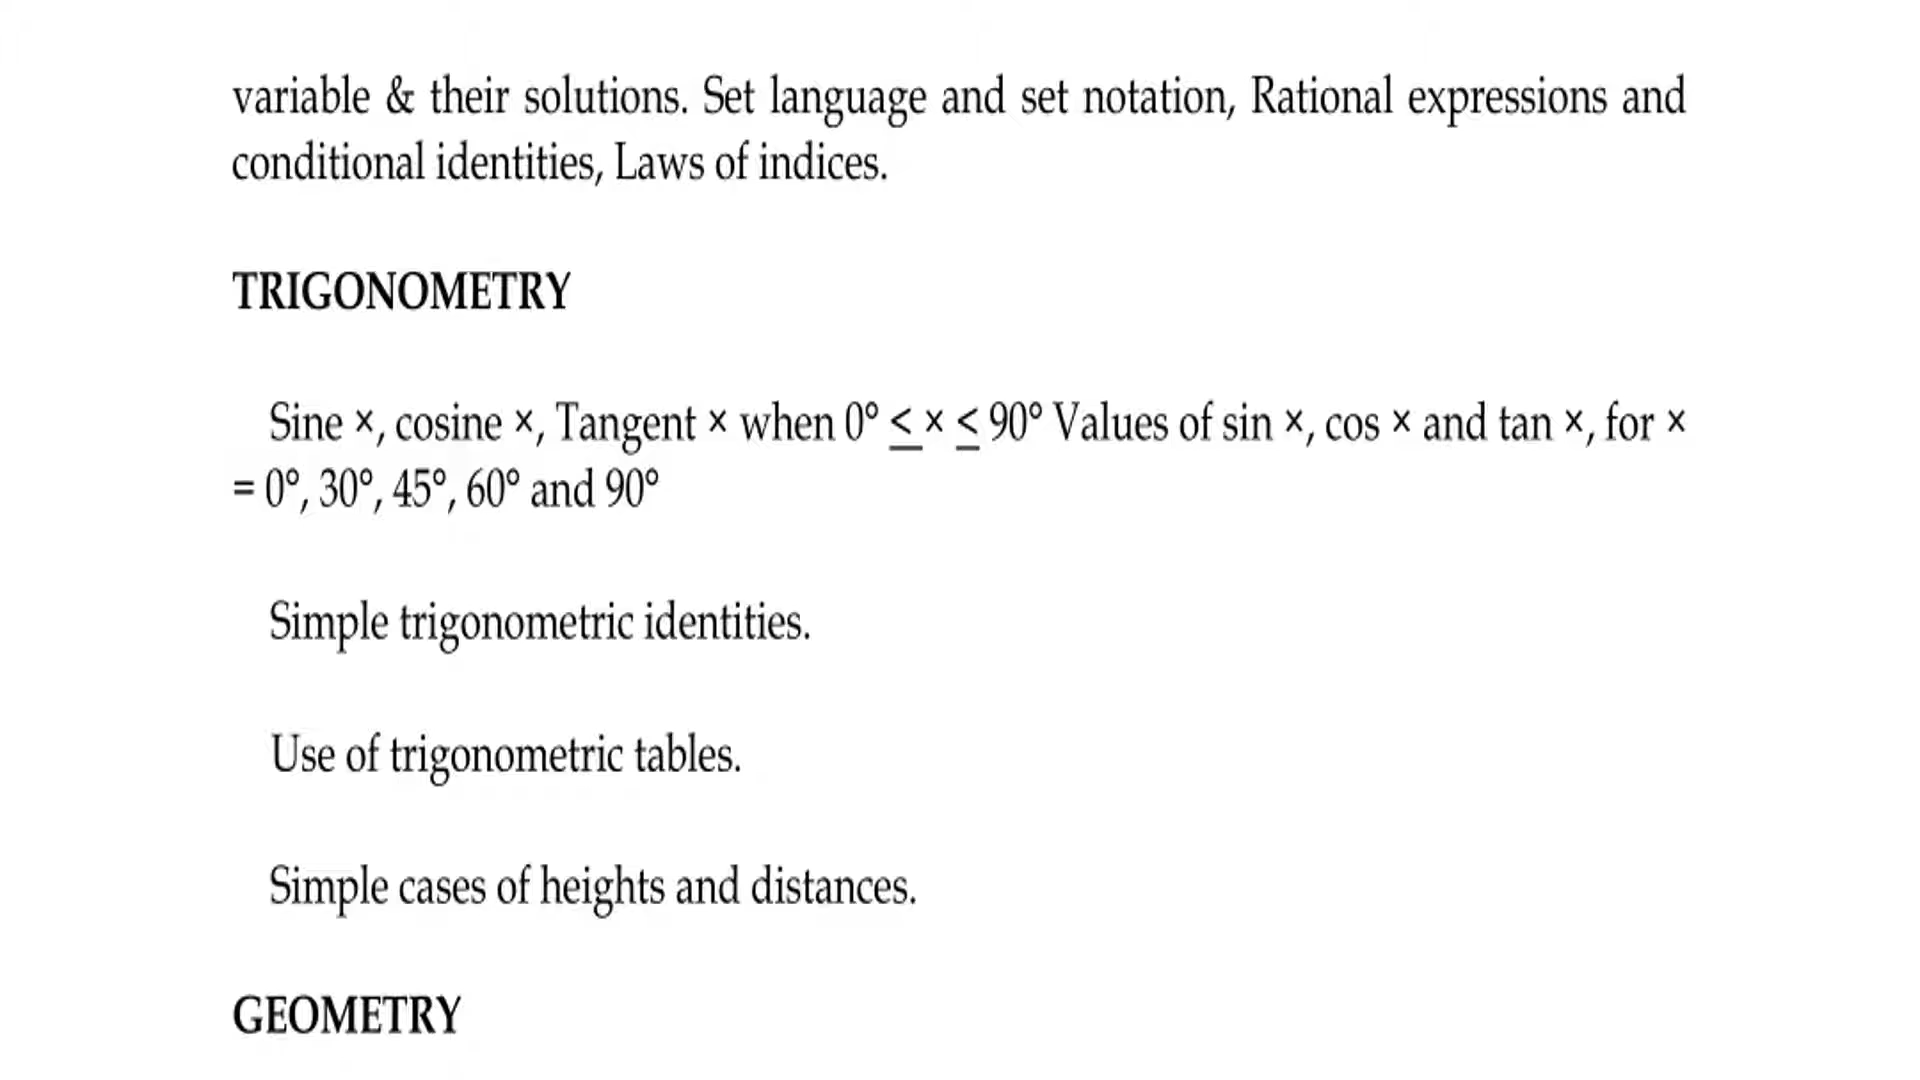 variable & their solutions. Set language and set notation, Rational expressions and
conditional identities, Laws of indices.
TRIGONOMETRY
Sine ×, cosine ×, Tangent × when 0° ≤ × ≤ 90° Values of sin ×, cos × and tan ×, for ×
= 0°, 30°, 45°, 60° and 90°
Simple trigonometric identities.
Use of trigonometric tables.
Simple cases of heights and distances.
GEOMETRY